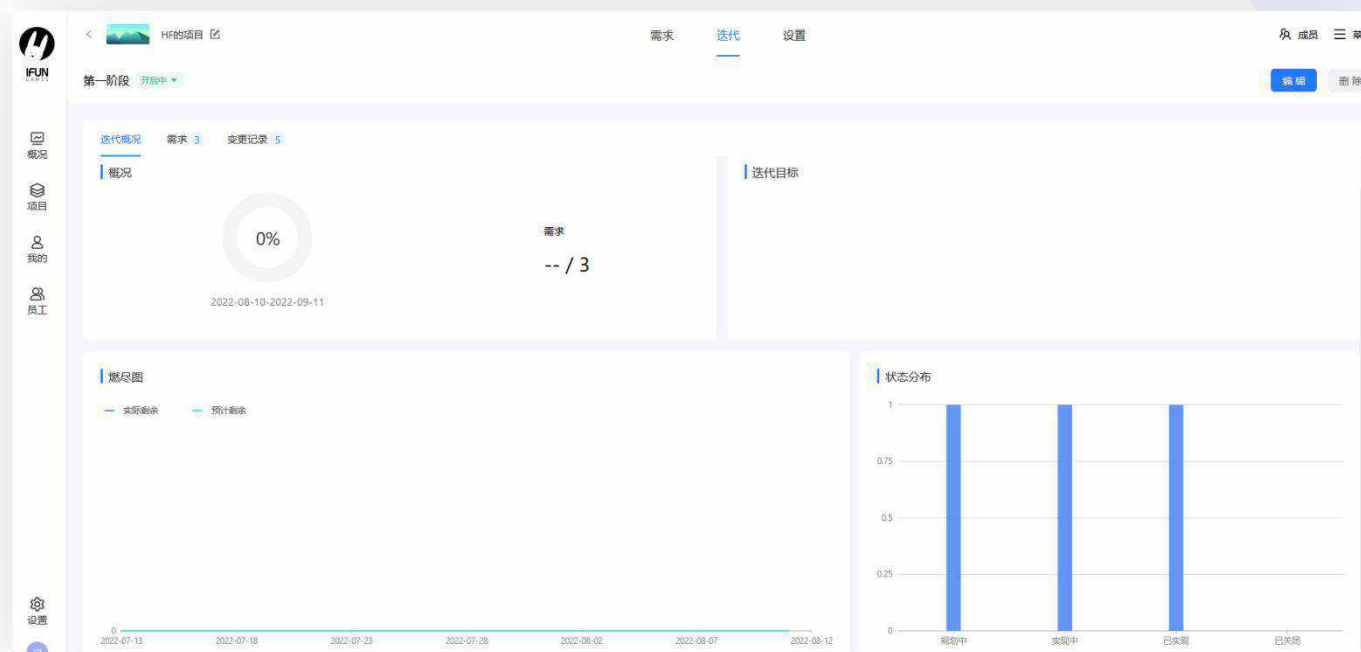 HF的项目
需求
迭代
设置
成员
IFUN
GAMES
第一阶段
开启中
编辑
删除
概况
项目
我的
员工
设置
迭代概况
需求 3
变更记录 5
概况
0%
2022-08-10-2022-09-11
需求
-- / 3
迭代目标
燃尽图
实际剩余
预计剩余
0
2022-07-13
2022-07-18
2022-07-23
2022-07-28
2022-08-02
2022-08-07
2022-08-12
状态分布
1
0.75
0.5
0.25
0
规划中
实现中
已实现
已关闭